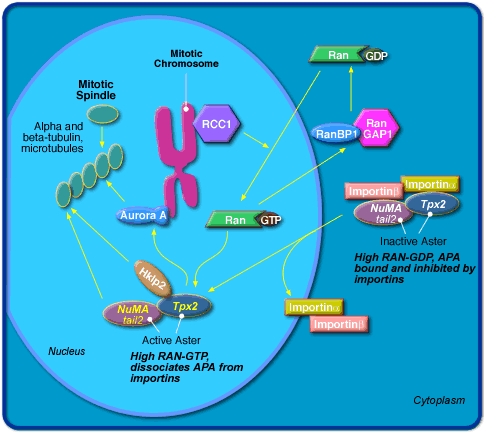 Mitotic
Chromosome
Ran
GDP
Mitotic
Spindle
Alpha and
beta-tubulin,
microtubules
RCC1
RanBP1
Ran
GAP1
Importinβ
Importinα
NuMA
tail2
Tpx2
Aurora A
Ran
GTP
Inactive Aster
High RAN-GDP, APA
bound and inhibited by
importins
Hklp2
NuMA
tail2
Tpx2
Importinα
Importinβ
Active Aster
High RAN-GTP,
dissociates APA from
importins
Nucleus
Cytoplasm